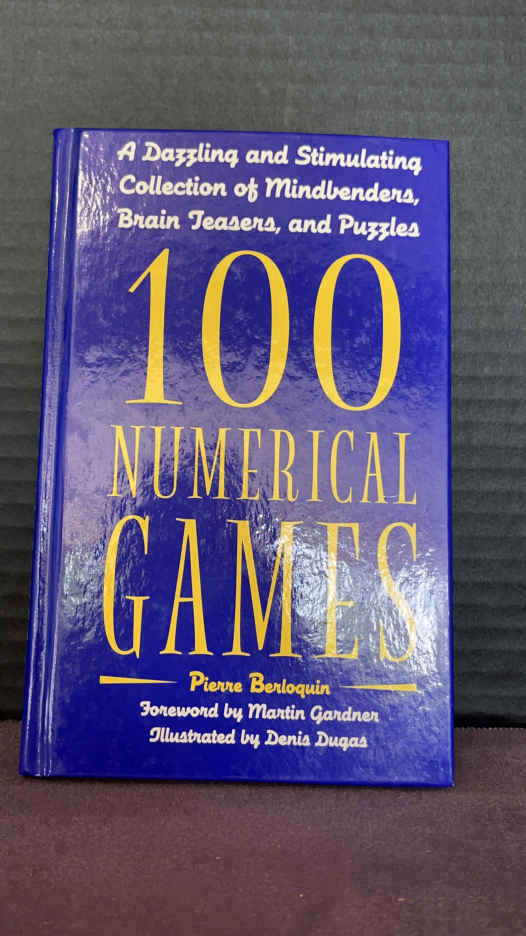 A Dazzling and Stimulating
Collection of Mindbenders,
Brain Teasers, and Puzzles
100
NUMERICAL
GAMES
Pierre Berloquin
Foreword by Martin Gardner
Illustrated by Denis Dugas